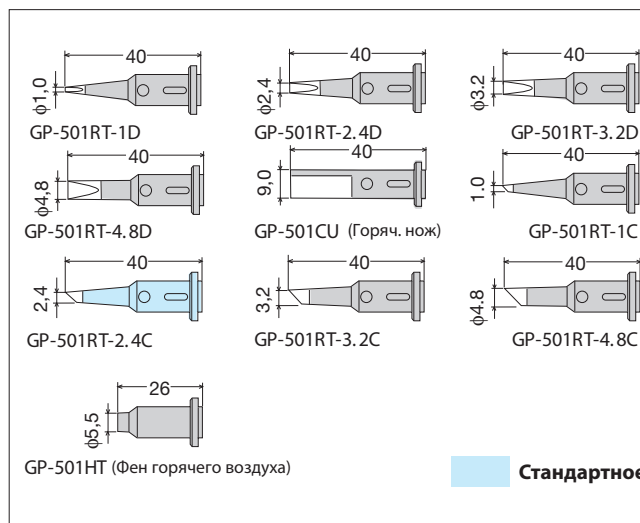 40 40 40
ϕ1,0 ϕ2,4 ϕ3.2
GP-501RT-1D GP-501RT-2.4D GP-501RT-3.2D
40 40 40
ϕ4,8 9,0 1.0
GP-501RT-4.8D GP-501CU (Горяч. нож) GP-501RT-1C
40 40 40
2,4 3,2 ϕ4.8
GP-501RT-2.4C GP-501RT-3.2C GP-501RT-4.8C
26
ϕ5,5
GP-501HT (Фен горячего воздуха)
Стандартное